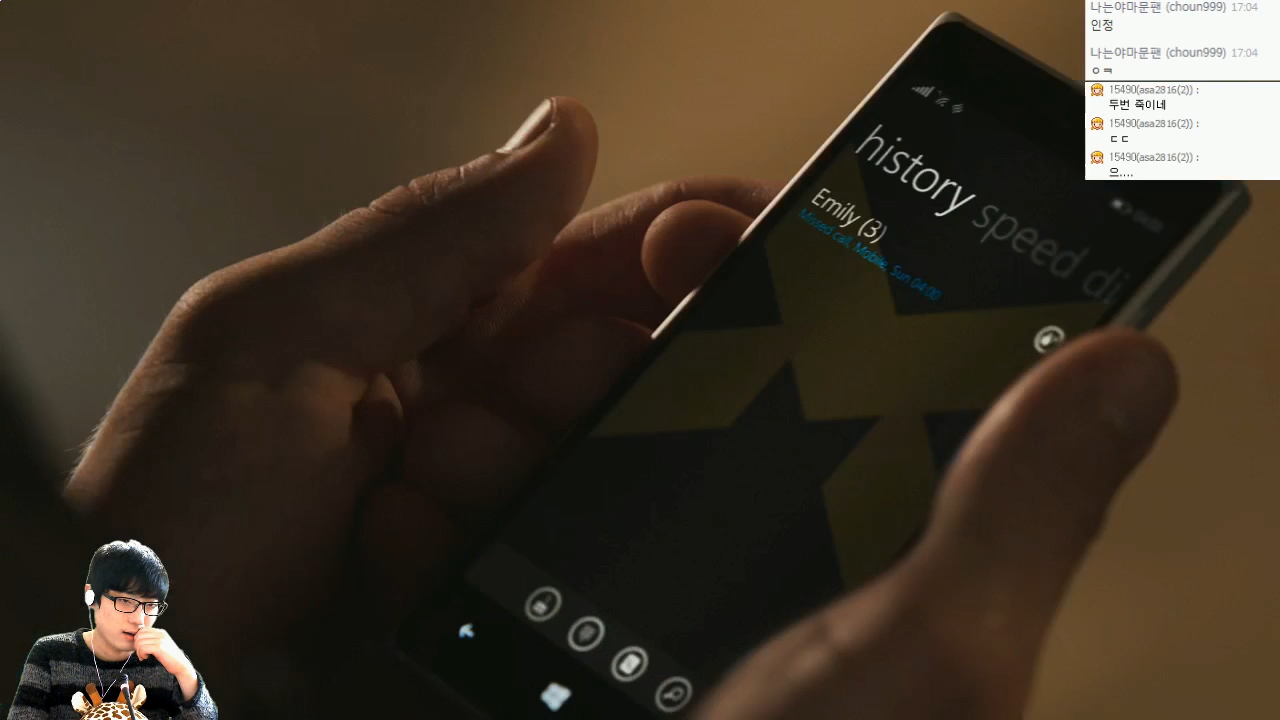 나는야마문팬 (choun999) 17:04
인정
나는야마문팬 (choun999) 17:04
ㅇㅋ
15490(asa2816(2)) :
두번 죽이네
15490(asa2816(2)) :
ㄷㄷ
15490(asa2816(2)) :
으....
history speed di
Emily (3)
Missed call, Mobile, Sun 04:00